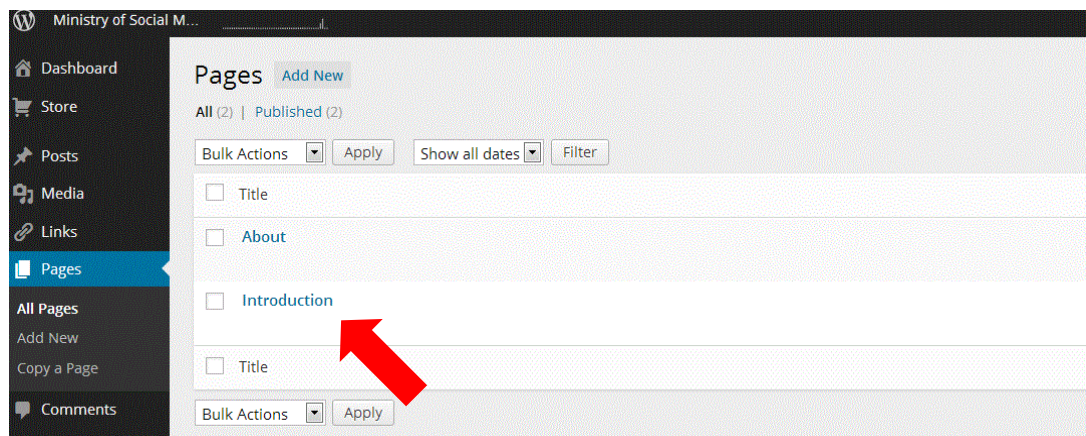 Ministry of Social M...
Dashboard
Store
Posts
Media
Links
Pages
All Pages
Add New
Copy a Page
Comments
Pages Add New
All (2) | Published (2)
Bulk Actions Apply Show all dates Filter
Title
About
Introduction
Title
Bulk Actions Apply